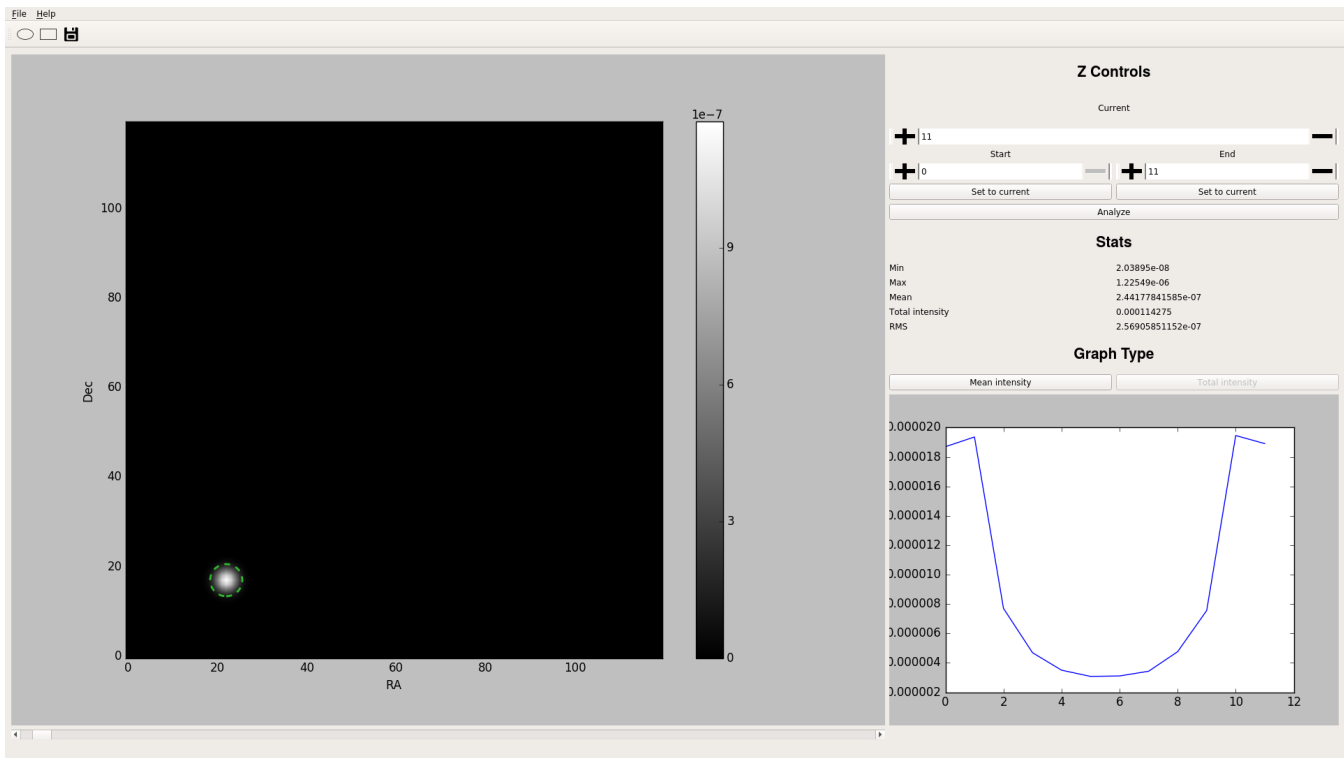 File Help
Z Controls
Current
11
Start End
0 11
Set to current Set to current
Analyze
Stats
Min 2.03895e-08
Max 1.22549e-06
Mean 2.44177841585e-07
Total intensity 0.000114275
RMS 2.56905851152e-07
Graph Type
Mean intensity Total intensity
1e−7
9
6
3
0
100
80
60
40
20
0
Dec
0 20 40 60 80 100
RA
0.000020
0.000018
0.000016
0.000014
0.000012
0.000010
0.000008
0.000006
0.000004
0.000002
0 2 4 6 8 10 12